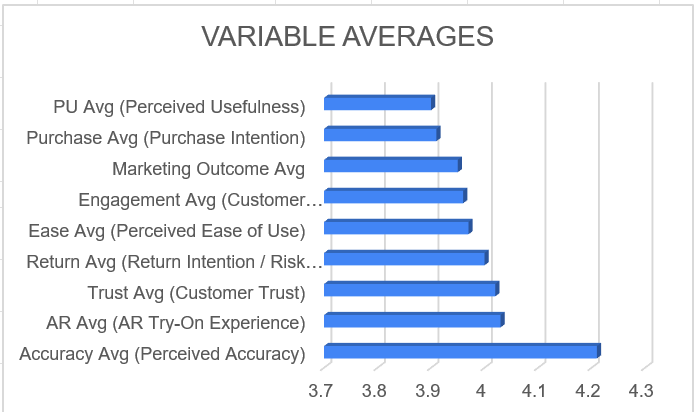 VARIABLE AVERAGES
PU Avg (Perceived Usefulness)
Purchase Avg (Purchase Intention)
Marketing Outcome Avg
Engagement Avg (Customer…
Ease Avg (Perceived Ease of Use)
Return Avg (Return Intention / Risk…
Trust Avg (Customer Trust)
AR Avg (AR Try-On Experience)
Accuracy Avg (Perceived Accuracy)
3.7 3.8 3.9 4 4.1 4.2 4.3